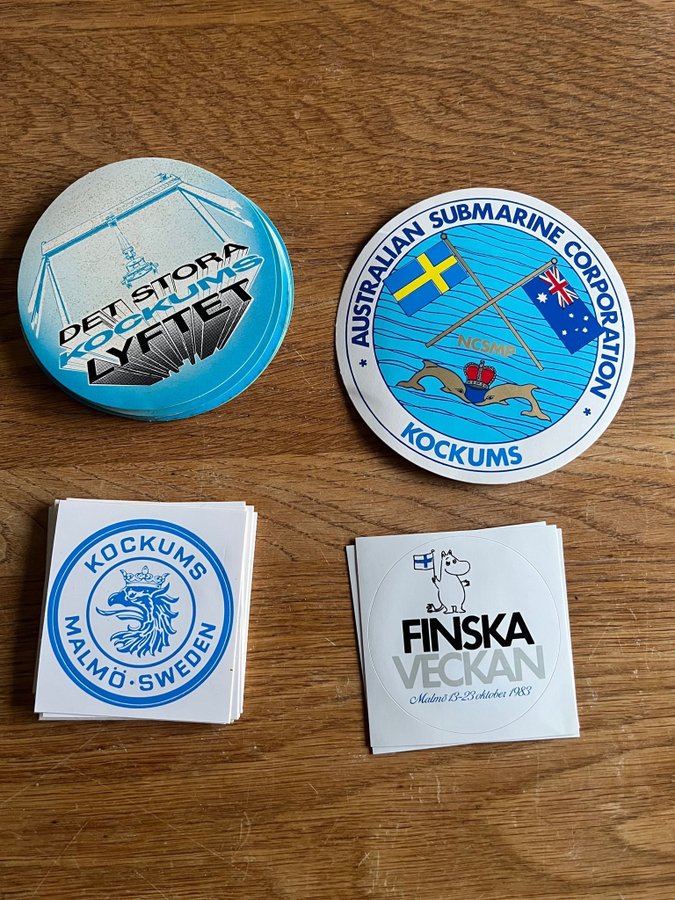 DET STORA
KOCKUMS
LYFTET
* AUSTRALIAN SUBMARINE CORPORATION *
NCSMP
KOCKUMS
KOCKUMS
MALMÖ · SWEDEN
FINSKA
VECKAN
Malmö 13-23 oktober 1983